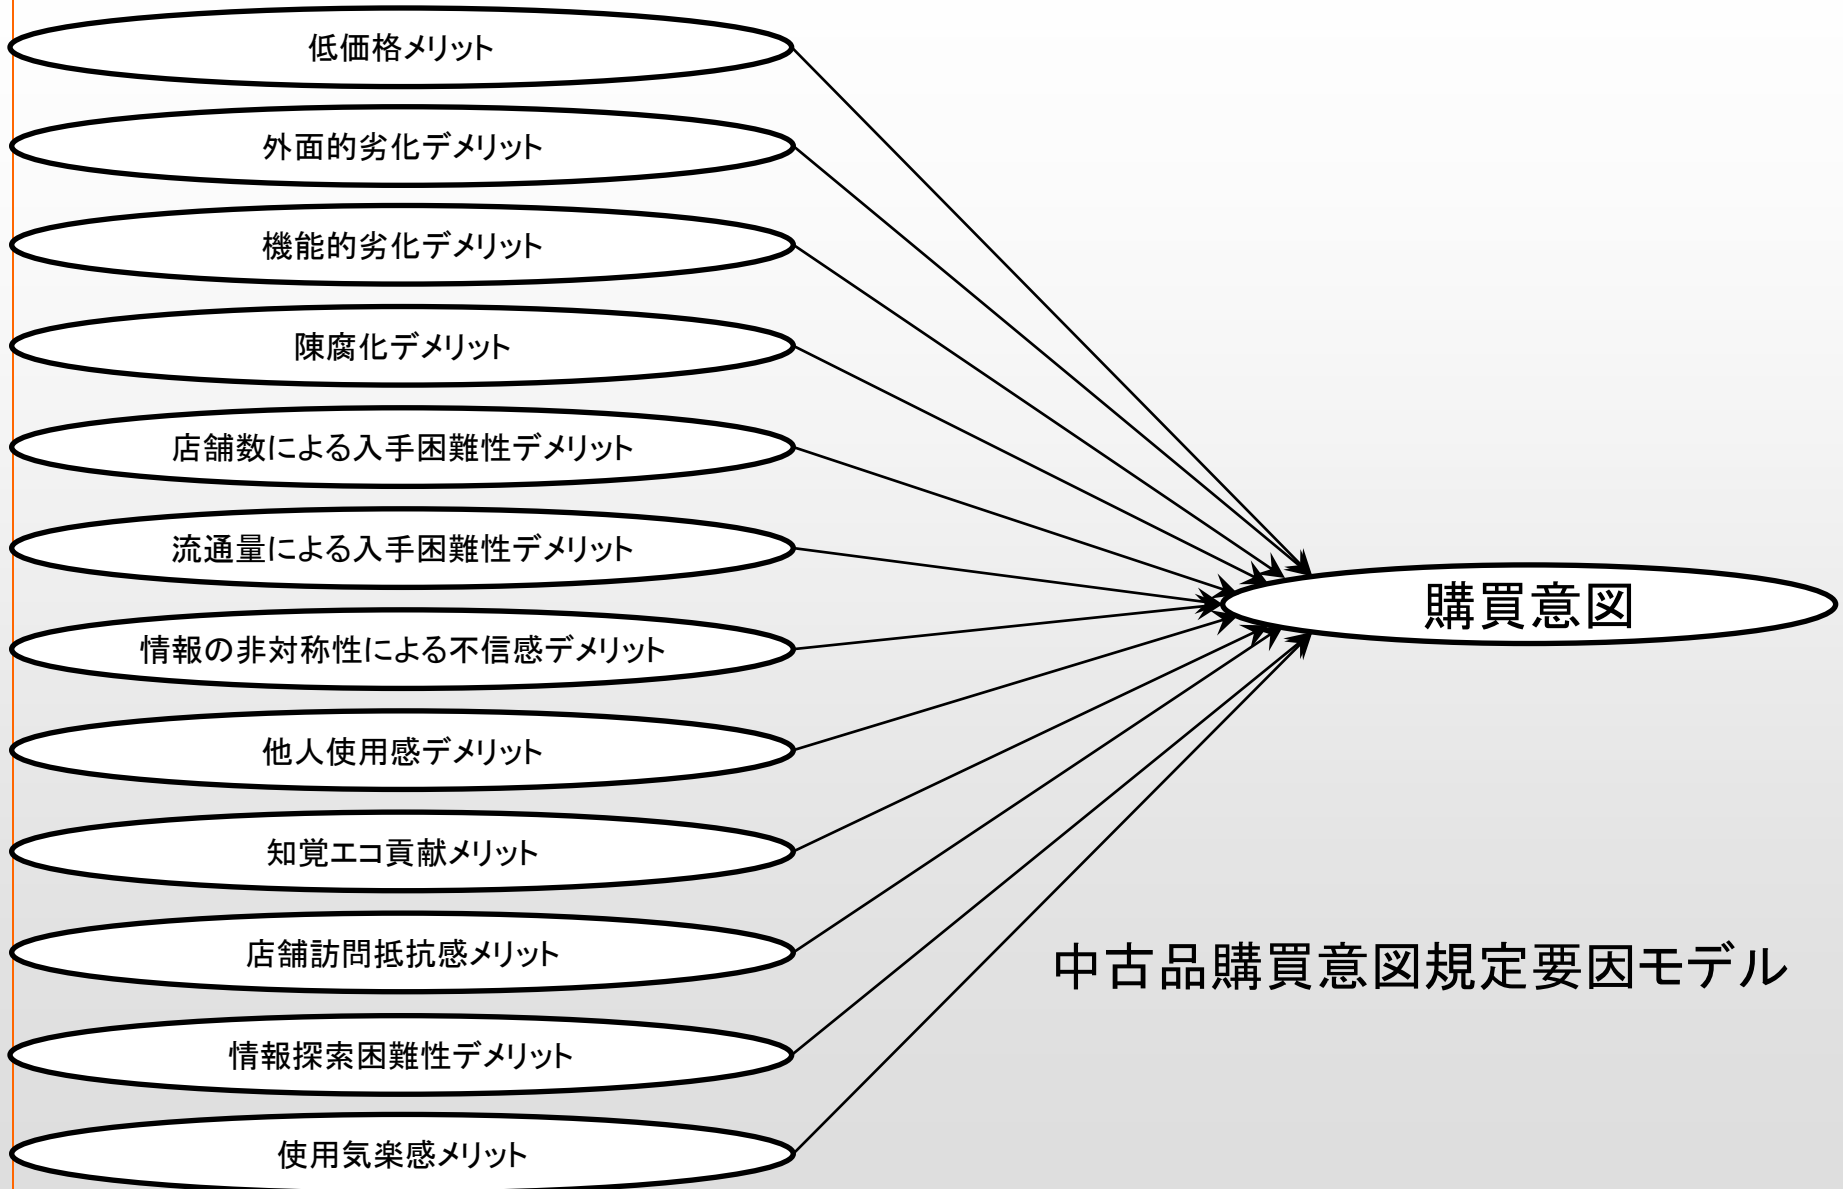 低価格メリット
外面的劣化デメリット
機能的劣化デメリット
陳腐化デメリット
店舗数による入手困難性デメリット
流通量による入手困難性デメリット
情報の非対称性による不信感デメリット
他人使用感デメリット
知覚エコ貢献メリット
店舗訪問抵抗感メリット
情報探索困難性デメリット
使用気楽感メリット
購買意図
中古品購買意図規定要因モデル